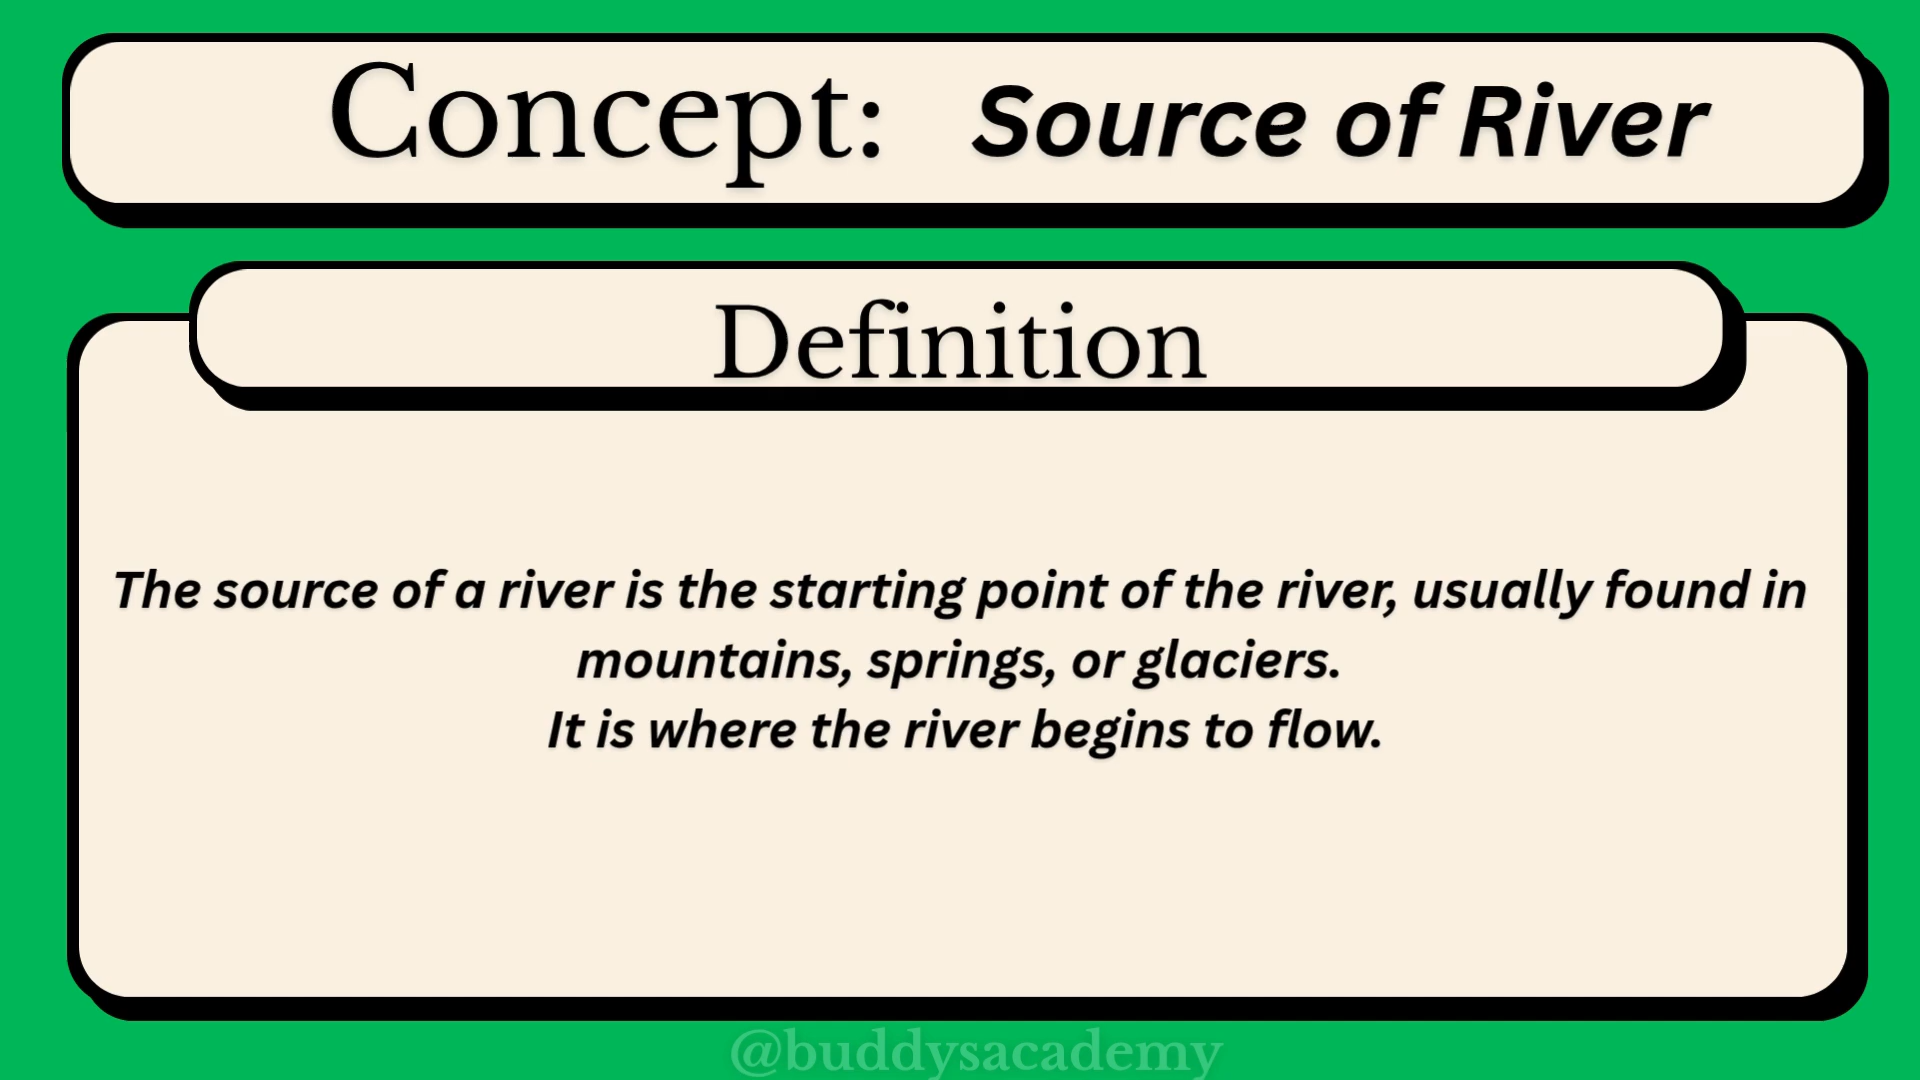 Concept: Source of River
Definition
The source of a river is the starting point of the river, usually found in
mountains, springs, or glaciers.
It is where the river begins to flow.
@buddysacademy